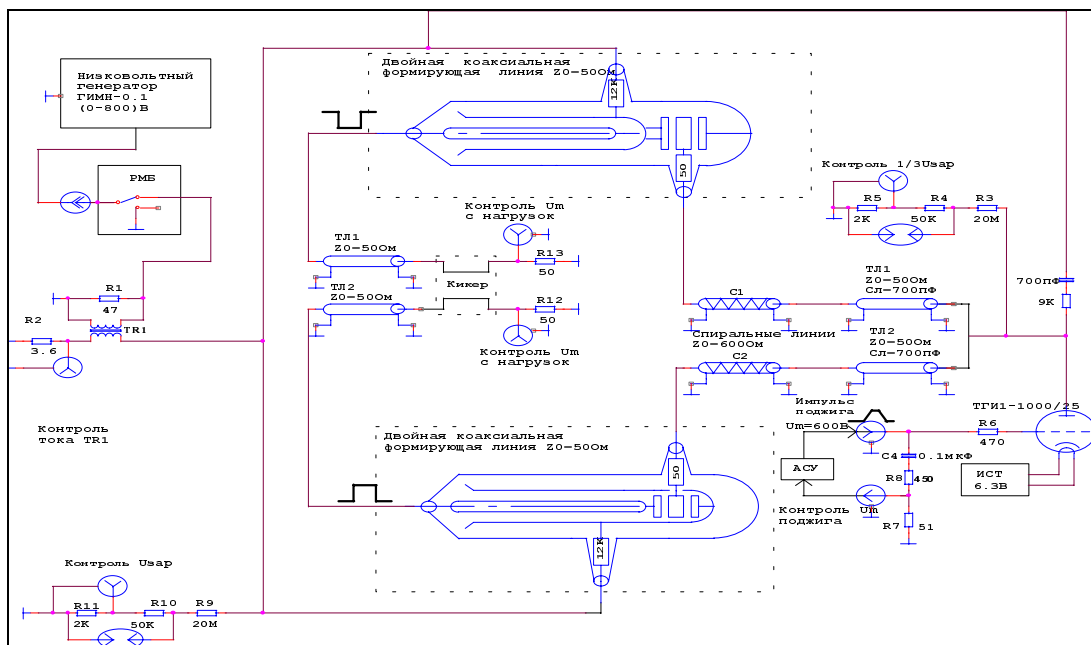 Двойная коаксиальная
формирующая линия Z0-50Ом
Низковольтный
генератор
ГИМН-0.1
(0-800)В
12К
50
РМБ
Контроль 1/3Uзар
R5
R4
R3
2К
50К
20М
Контроль Um
с нагрузок
ТЛ1
Z0-50Ом
R13
50
Кикер
ТЛ2
Z0-50Ом
R12
50
Контроль Um
с нагрузок
ТЛ1
Z0-50Ом
Сл-700пФ
C1
Спиральные линии
Z0-600Ом
C2
ТЛ2
Z0-50Ом
Сл-700пФ
700пФ
9К
R1
47
TR1
R2
3.6
Контроль
тока TR1
Импульс
поджига
Um=600В
ТГИ1-1000/25
R6
470
C4
0.1мкФ
АСУ
R8
450
ИСТ
6.3В
Контроль Um
поджига
R7
51
Двойная коаксиальная
формирующая линия Z0-50Ом
50
12К
Контроль Uзар
R11
R10
R9
2К
50К
20М